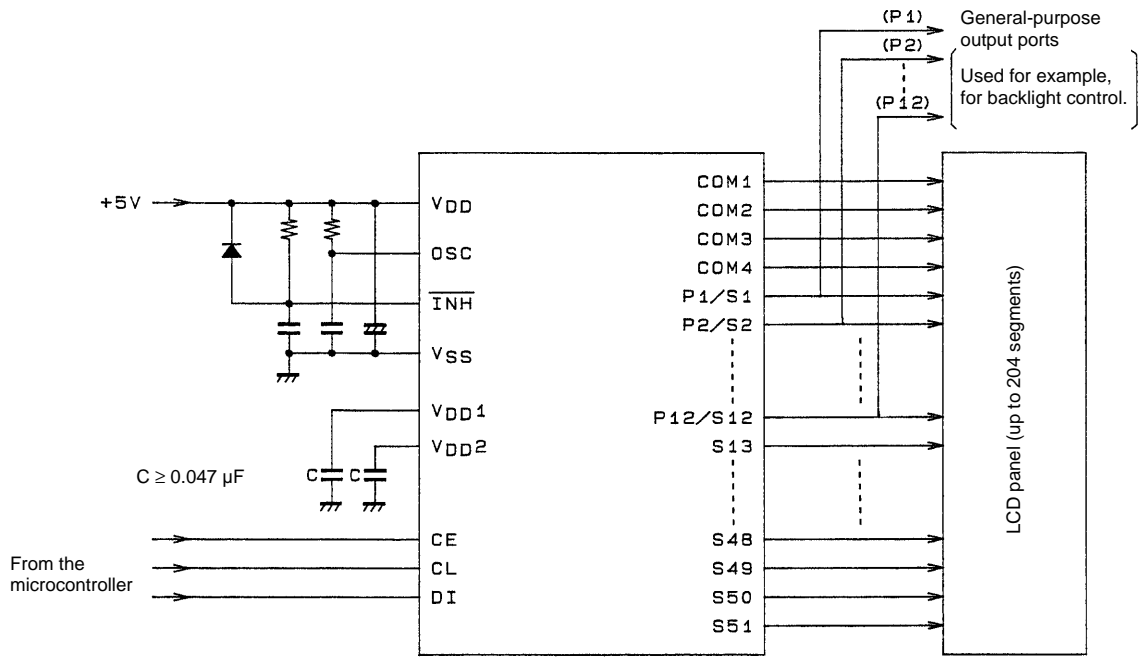 (P1)
General-purpose
output ports
(P2)
Used for example,
for backlight control.
(P12)
+5V
VDD
OSC
INH
VSS
VDD1
VDD2
C ≥ 0.047 µF
C
C
From the
microcontroller
CE
CL
DI
COM1
COM2
COM3
COM4
P1/S1
P2/S2
P12/S12
S13
S48
S49
S50
S51
LCD panel (up to 204 segments)